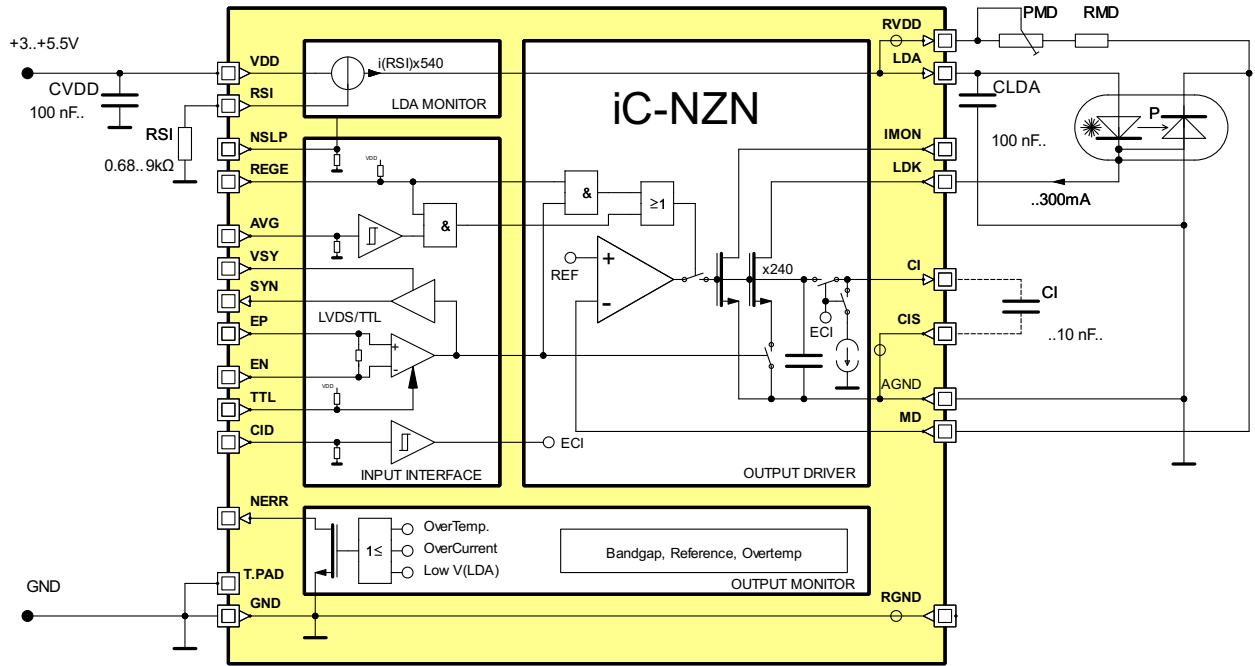 +3..+5.5V
CVDD
100 nF..
RSI
0.68..9kΩ
GND
VDD
RSI
NSLP
REGE
AVG
VSY
SYN
EP
EN
TTL
CID
NERR
T.PAD
GND
i(RSI)x540
LDA MONITOR
VDD
&
LVDS/TTL
+
-
VDD
ECI
INPUT INTERFACE
iC-NZN
&
≥1
REF
+
-
x240
ECI
OUTPUT DRIVER
1≤
OverTemp.
OverCurrent
Low V(LDA)
Bandgap, Reference, Overtemp
OUTPUT MONITOR
RVDD
LDA
IMON
LDK
CI
CIS
AGND
MD
RGND
PMD
RMD
CLDA
100 nF..
P
..300mA
CI
..10 nF..